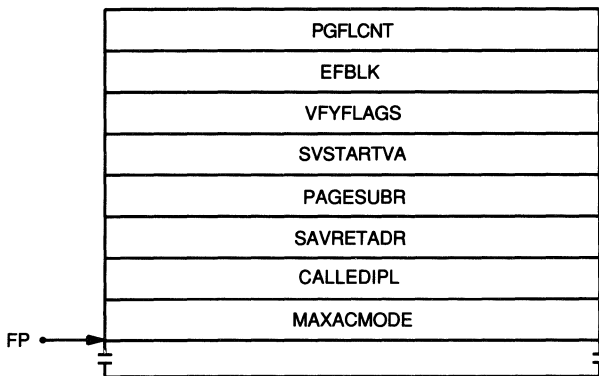 PGFLCNT
EFBLK
VFYFLAGS
SVSTARTVA
PAGESUBR
SAVRETADR
CALLEDIPL
MAXACMODE
FP